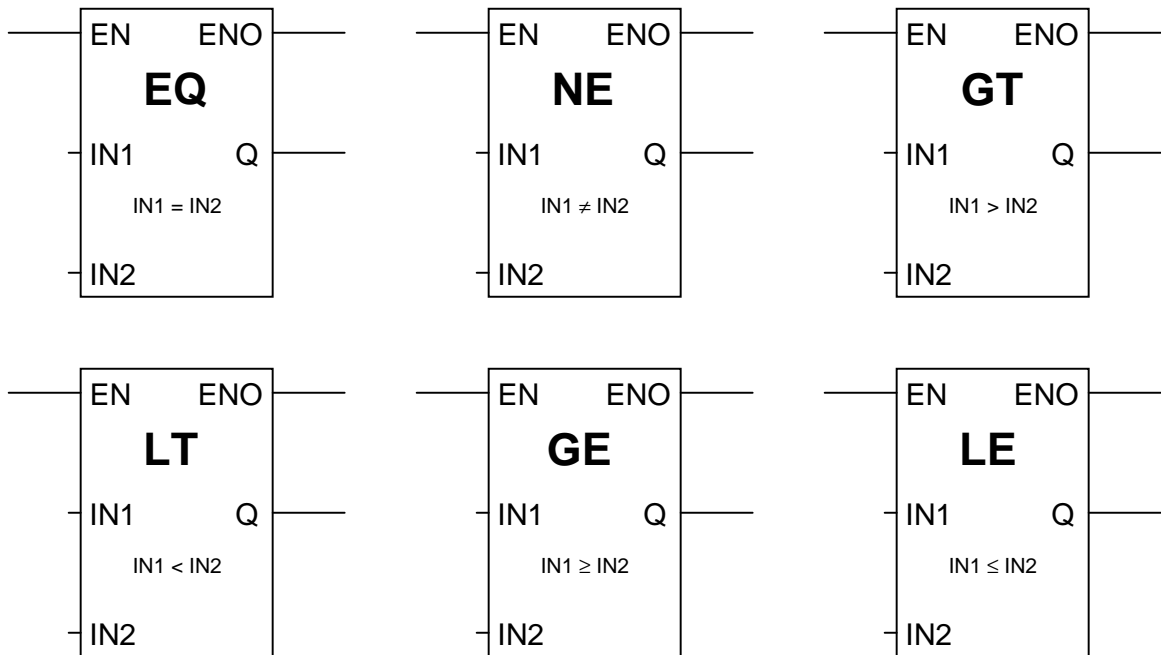 EN ENO
EQ
IN1 Q
IN1 = IN2
IN2
EN ENO
NE
IN1 Q
IN1 ≠ IN2
IN2
EN ENO
GT
IN1 Q
IN1 > IN2
IN2
EN ENO
LT
IN1 Q
IN1 < IN2
IN2
EN ENO
GE
IN1 Q
IN1 ≥ IN2
IN2
EN ENO
LE
IN1 Q
IN1 ≤ IN2
IN2